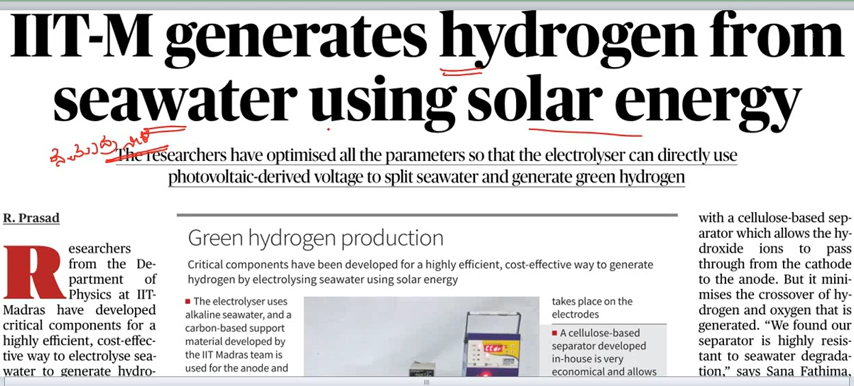 IIT-M generates hydrogen from
seawater using solar energy
The researchers have optimised all the parameters so that the electrolyser can directly use
photovoltaic-derived voltage to split seawater and generate green hydrogen
R. Prasad
Researchers
from the De-
partment of
Physics at IIT-
Madras have developed
critical components for a
highly efficient, cost-effec-
tive way to electrolyse sea-
water to generate hydro-
Green hydrogen production
Critical components have been developed for a highly efficient, cost-effective way to generate
hydrogen by electrolysing seawater using solar energy
The electrolyser uses
alkaline seawater, and a
carbon-based support
material developed by
the IIT Madras team is
used for the anode and
takes place on the
electrodes
A cellulose-based
separator developed
in-house is very
economical and allows
with a cellulose-based sep-
arator which allows the hy-
droxide ions to pass
through from the cathode
to the anode. But it mini-
mises the crossover of hy-
drogen and oxygen that is
generated. “We found our
separator is highly resis-
tant to seawater degrada-
tion,” says Sana Fathima,